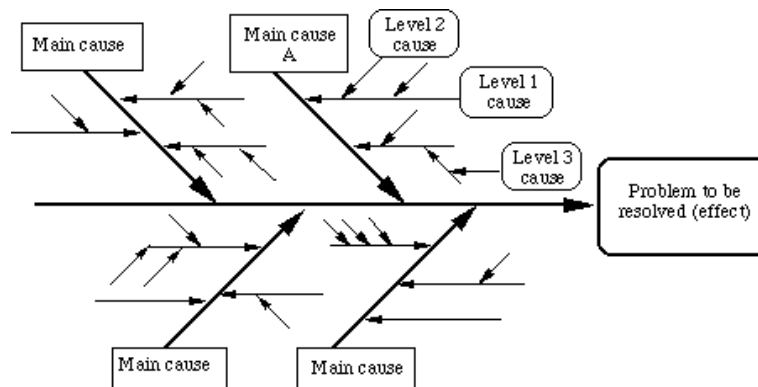 Main cause
Main cause
A
Level 2
cause
Level 1
cause
Level 3
cause
Problem to be
resolved (effect)
Main cause
Main cause